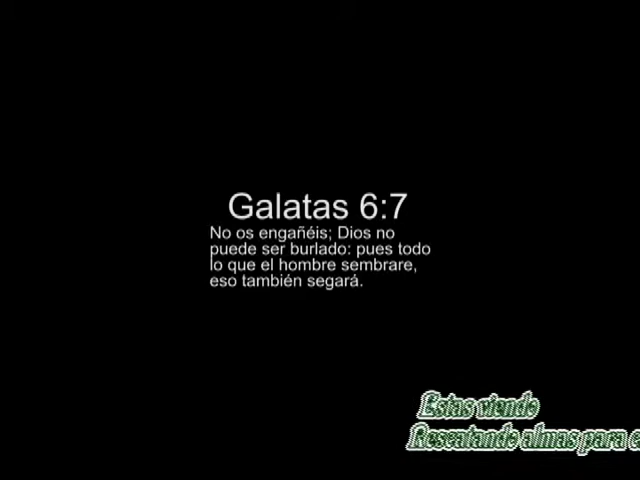 Galatas 6:7
No os engañéis; Dios no
puede ser burlado: pues todo
lo que el hombre sembrare,
eso también segará.
Estas viendo
Rescatando almas para